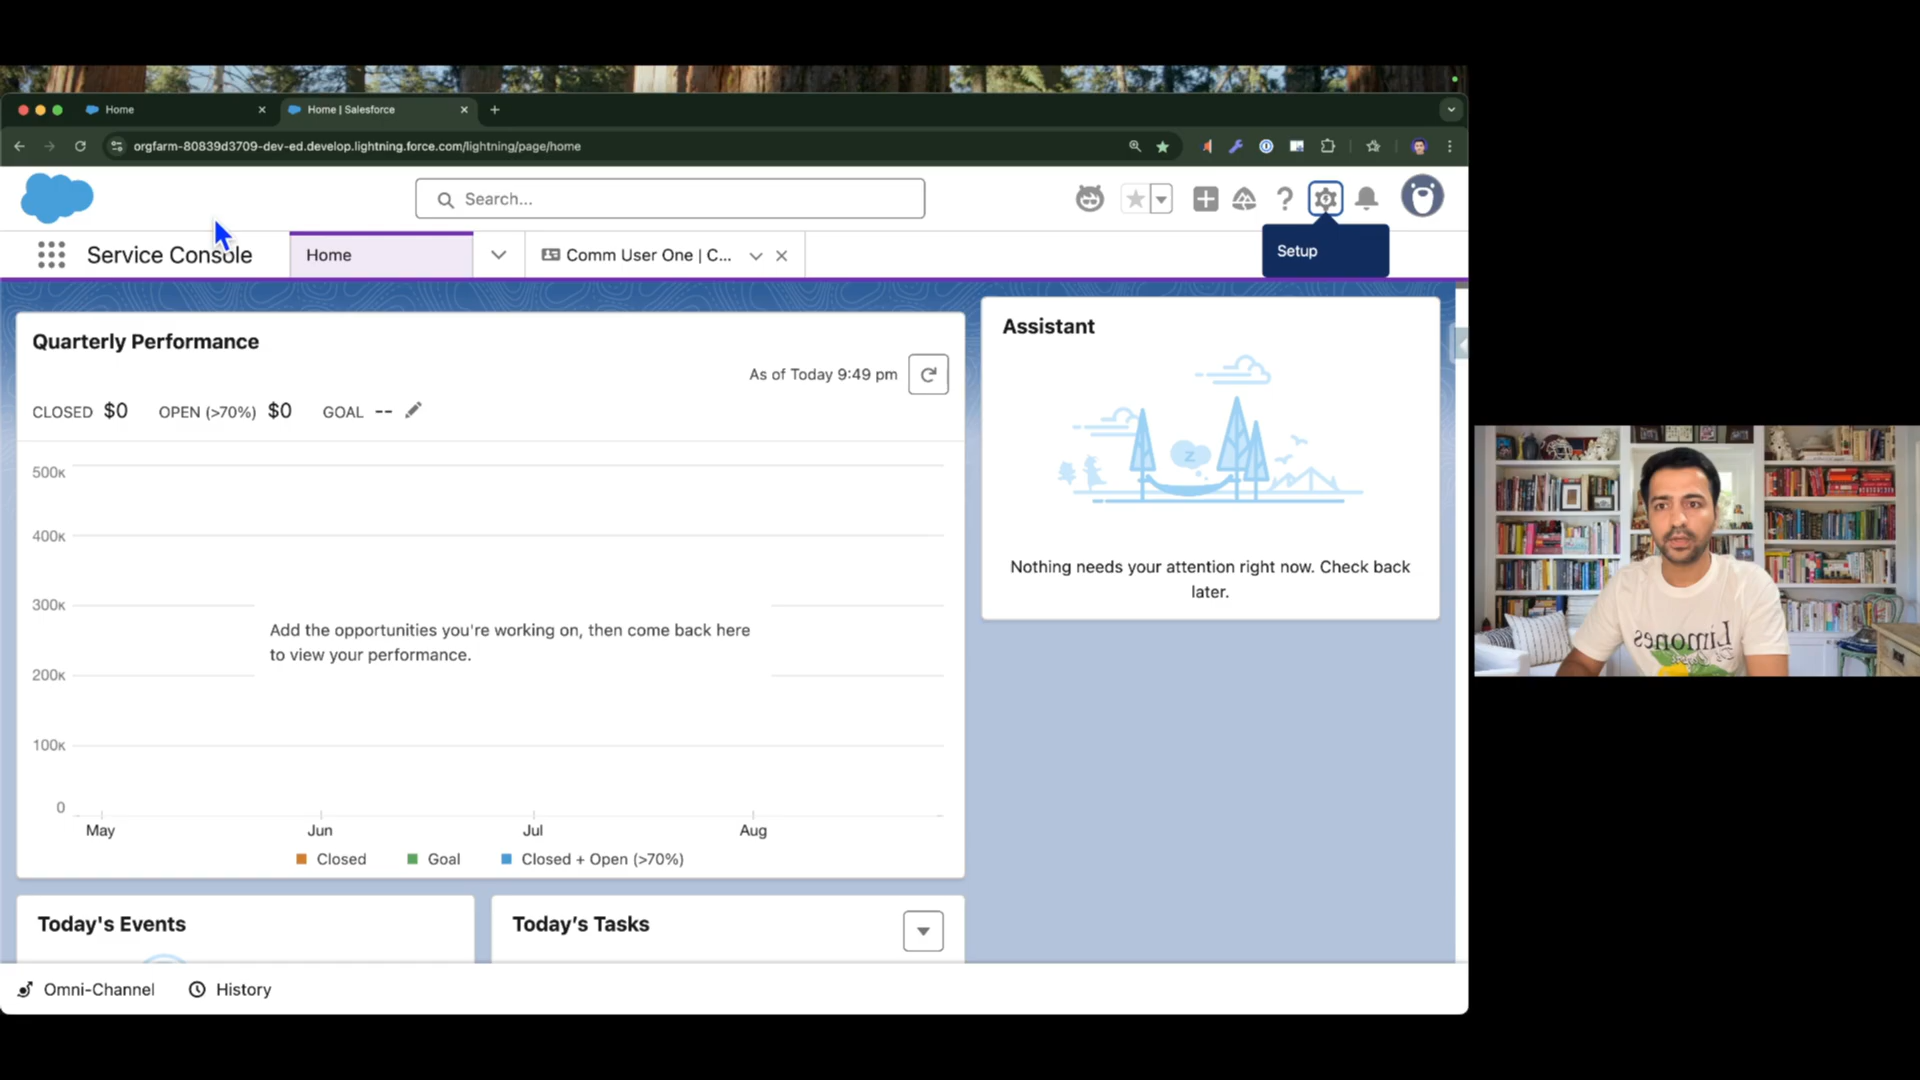 Home
Home | Salesforce
orgfarm-80839d3709-dev-ed.develop.lightning.force.com/lightning/page/home
Search...
Setup
Service Console
Home
Comm User One | C...
Quarterly Performance
As of Today 9:49 pm
CLOSED $0 OPEN (>70%) $0 GOAL --
500K
400K
300K
200K
100K
0
Add the opportunities you're working on, then come back here
to view your performance.
May Jun Jul Aug
Closed Goal Closed + Open (>70%)
Assistant
Z
Nothing needs your attention right now. Check back
later.
Today's Events
Today's Tasks
Omni-Channel
History
Limones